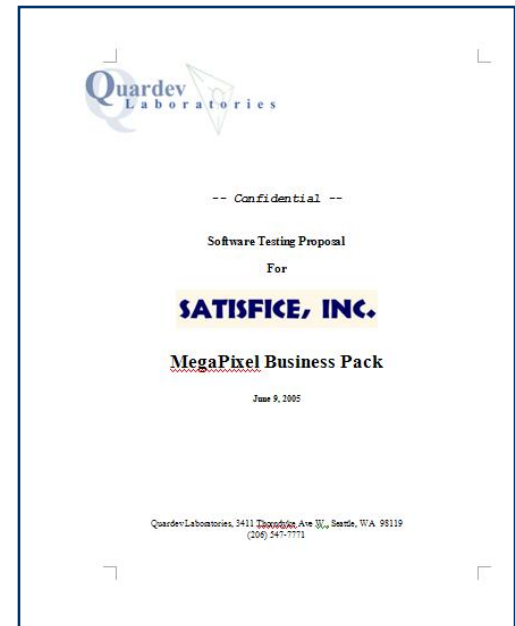 Quardev
Laboratories
-- Confidential --
Software Testing Proposal
For
SATISFICE, INC.
MegaPixel Business Pack
June 9, 2005
Quardev Laboratories, 3411 Thorndyke Ave W., Seattle, WA 98119
(206) 547-7771